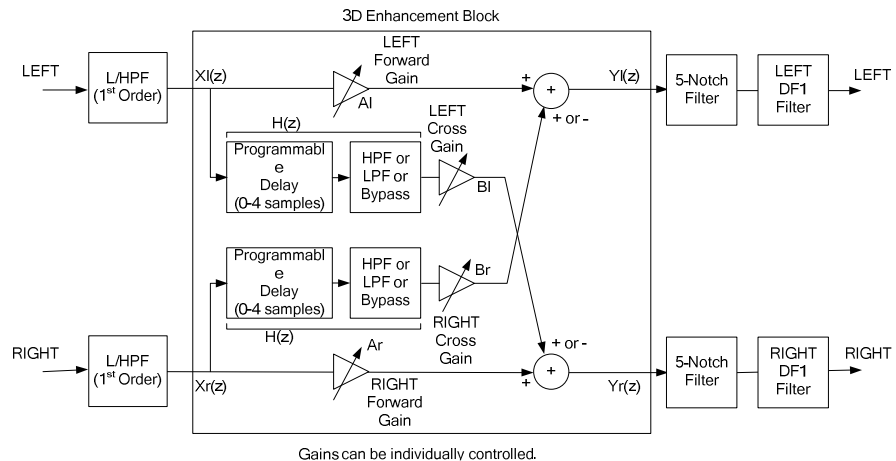 3D Enhancement Block
LEFT
L/HPF
(1st Order)
Xl(z)
Al
LEFT
Forward
Gain
+
+
Yl(z)
5-Notch
Filter
LEFT
DF1
Filter
LEFT
+ or -
H(z)
Programmabl
e
Delay
(0-4 samples)
HPF or
LPF or
Bypass
LEFT
Cross
Gain
Bl
Programmabl
e
Delay
(0-4 samples)
HPF or
LPF or
Bypass
Br
RIGHT
Cross
Gain
H(z)
RIGHT
L/HPF
(1st Order)
Xr(z)
Ar
RIGHT
Forward
Gain
+ or -
+
+
Yr(z)
5-Notch
Filter
RIGHT
DF1
Filter
RIGHT
Gains can be individually controlled.